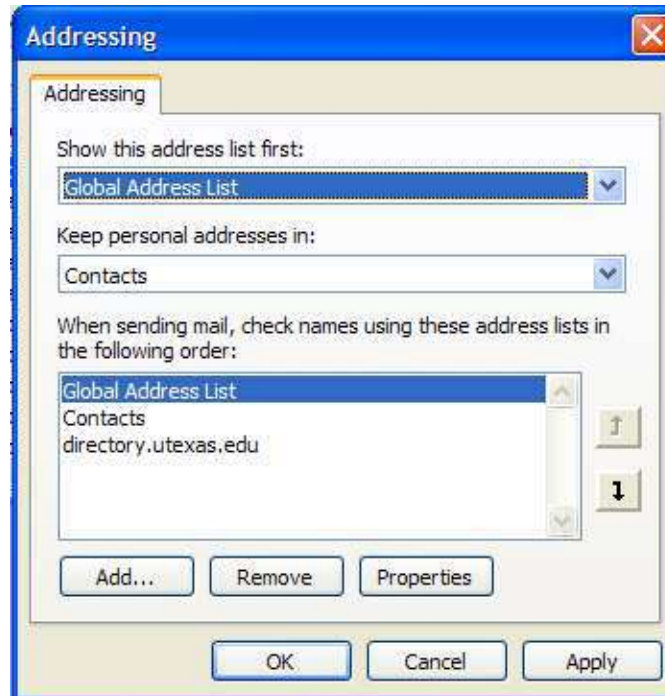 Addressing
Addressing
Show this address list first:
Global Address List
Keep personal addresses in:
Contacts
When sending mail, check names using these address lists in
the following order:
Global Address List
Contacts
directory.utexas.edu
Add...
Remove
Properties
OK
Cancel
Apply